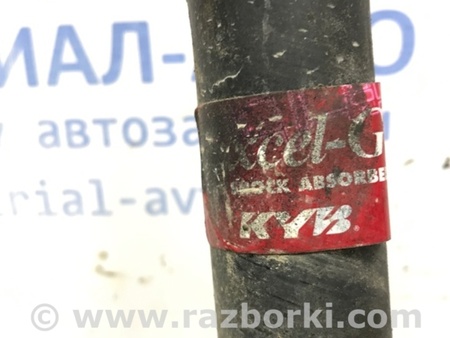 МАЛ-А
автоза
rial-av
xcel-G
SHOCK ABSORBE
KYB
© www.razborki.com